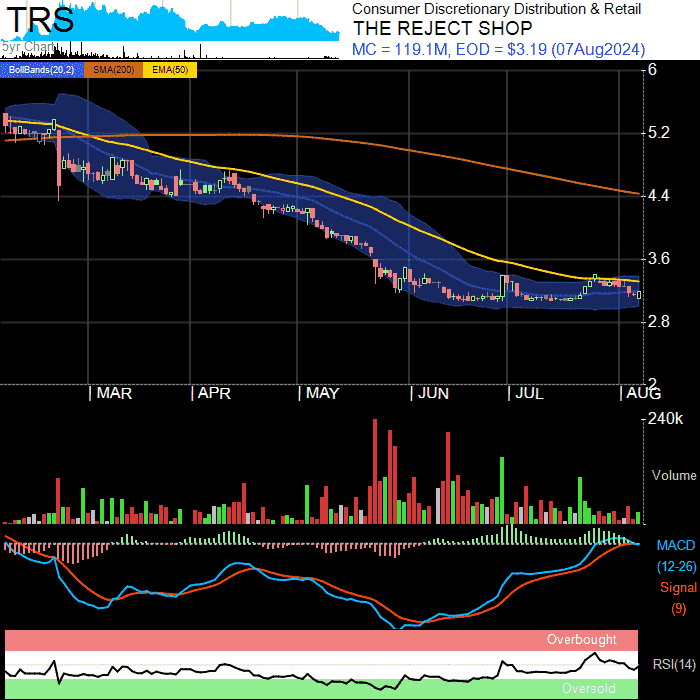 TRS
5yr Chart
Consumer Discretionary Distribution & Retail
THE REJECT SHOP
MC = 119.1M, EOD = $3.19 (07Aug2024)
BollBands(20,2) SMA(200) EMA(50)
6
5.2
4.4
3.6
2.8
2
| MAR | APR | MAY | JUN | JUL | AUG
240k
Volume
MACD
(12-26)
Signal
(9)
Overbought
RSI(14)
Oversold